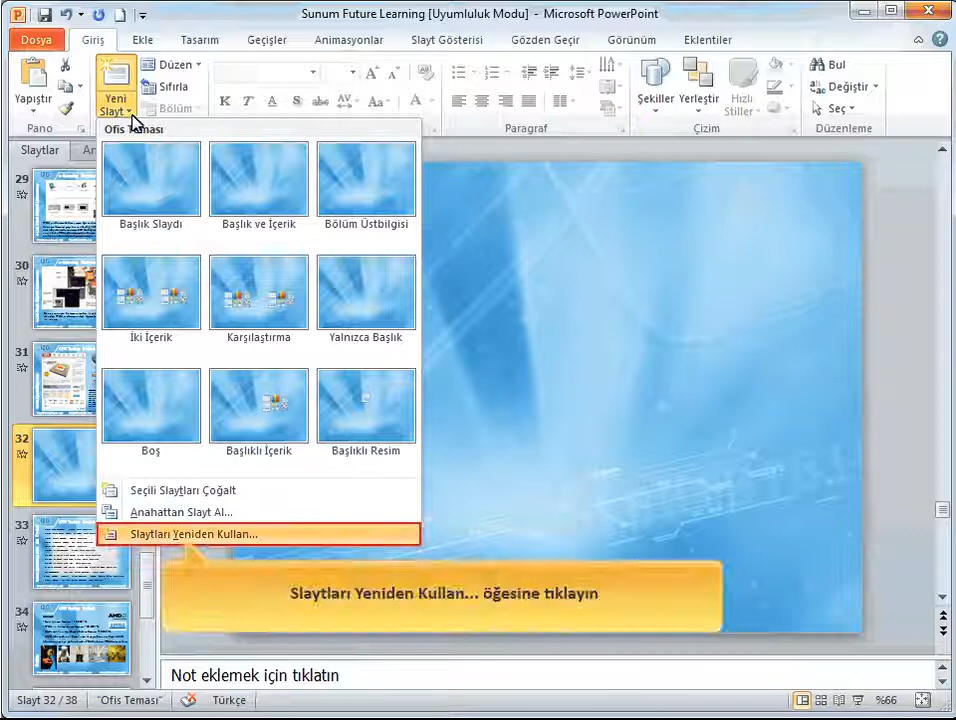 Sunum Future Learning [Uyumluluk Modu] - Microsoft PowerPoint
Dosya Giriş Ekle Tasarım Geçişler Animasyonlar Slayt Gösterisi Gözden Geçir Görünüm Eklentiler
Yapıştır
Yeni
Slayt
Düzen
Sıfırla
Bölüm
K T A S abc AV Aa A
Şekiller Yerleştir Hızlı
Stiller
Bul
Değiştir
Seç
Pano Paragraf Çizim Düzenleme
Slaytlar
Ofis Teması
Başlık Slaydı Başlık ve İçerik Bölüm Üstbilgisi
İki İçerik Karşılaştırma Yalnızca Başlık
Boş Başlıklı İçerik Başlıklı Resim
Seçili Slaytları Çoğalt
Anahattan Slayt Al...
Slaytları Yeniden Kullan...
29
30
31
32
33
34
AMD
Slaytları Yeniden Kullan... öğesine tıklayın
Not eklemek için tıklatın
Slayt 32 / 38 "Ofis Teması" Türkçe %66